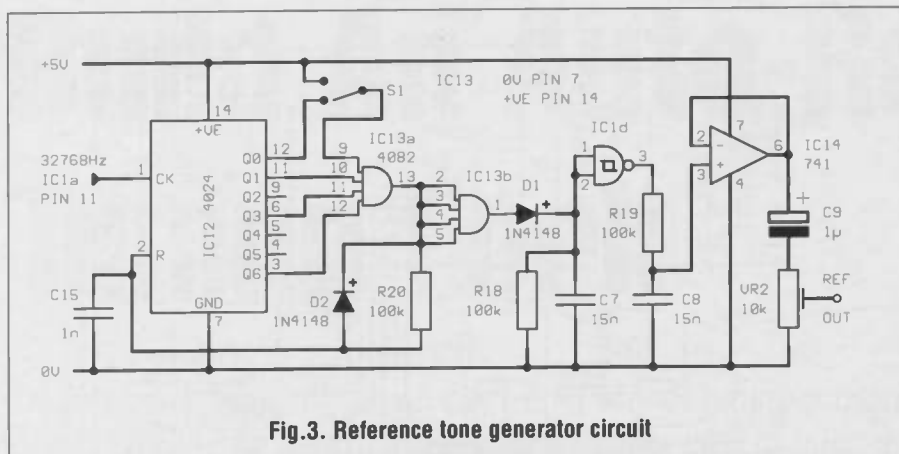 +5V
IC13 0V PIN 7
+VE PIN 14
S1
14
+VE
32768Hz
IC1a
PIN 11
1
CK
IC12 4024
Q0 12
Q1 11
Q2 9
Q3 6
Q4 5
Q5 4
Q6 3
2
R
GND
7
C15
1n
0V
IC13a
4082
9
10
11
12
13
IC13b
2
3
4
5
1
D1
1N4148
D2
1N4148
R20
100k
R18
100k
IC1d
1
2
3
R19
100k
C7
15n
C8
15n
2
3
7
6
4
IC14
741
C9
1µ
VR2
10k
REF
OUT
Fig.3. Reference tone generator circuit